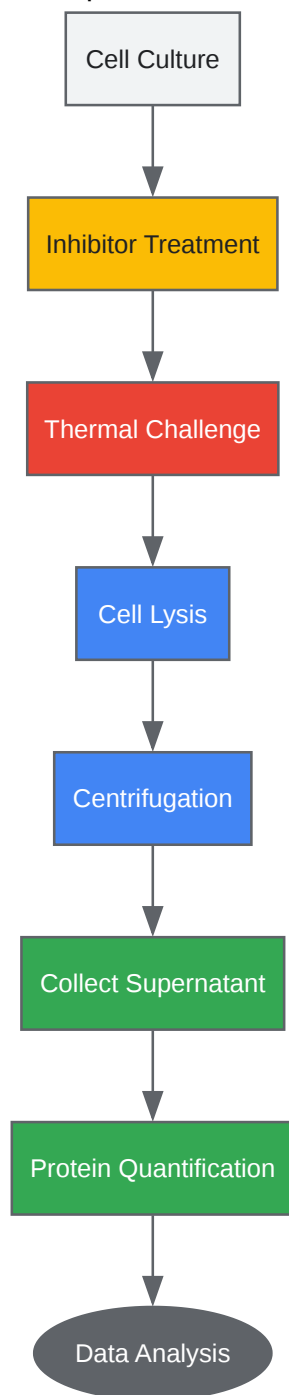 Cell Culture
Inhibitor Treatment
Thermal Challenge
Cell Lysis
Centrifugation
Collect Supernatant
Protein Quantification
Data Analysis